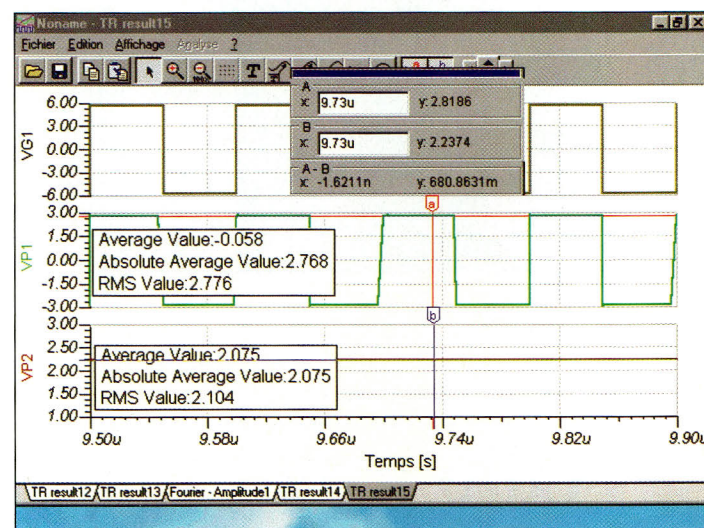 Noname - TR result15
Fichier Edition Affichage Analyse ?
T
a b
A
x: 9.73u y: 2.8186
B
x: 9.73u y: 2.2374
A - B
x: -1.6211n y: 680.8631m
VG1
6.00
3.00
0.00
-3.00
-6.00
a
VP1
3.00
1.50
0.00
-1.50
-3.00
Average Value:-0.058
Absolute Average Value:2.768
RMS Value:2.776
b
VP2
3.00
2.50
2.00
1.50
1.00
Average Value:2.075
Absolute Average Value:2.075
RMS Value:2.104
9.50u 9.58u 9.66u 9.74u 9.82u 9.90u
Temps [s]
TR result12 TR result13 Fourier - Amplitude1 TR result14 TR result15